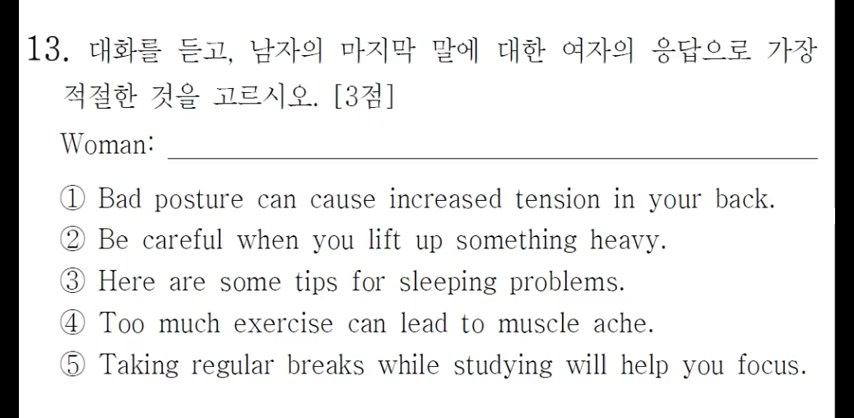 13. 대화를 듣고, 남자의 마지막 말에 대한 여자의 응답으로 가장
적절한 것을 고르시오. [3점]
Woman:
① Bad posture can cause increased tension in your back.
② Be careful when you lift up something heavy.
③ Here are some tips for sleeping problems.
④ Too much exercise can lead to muscle ache.
⑤ Taking regular breaks while studying will help you focus.